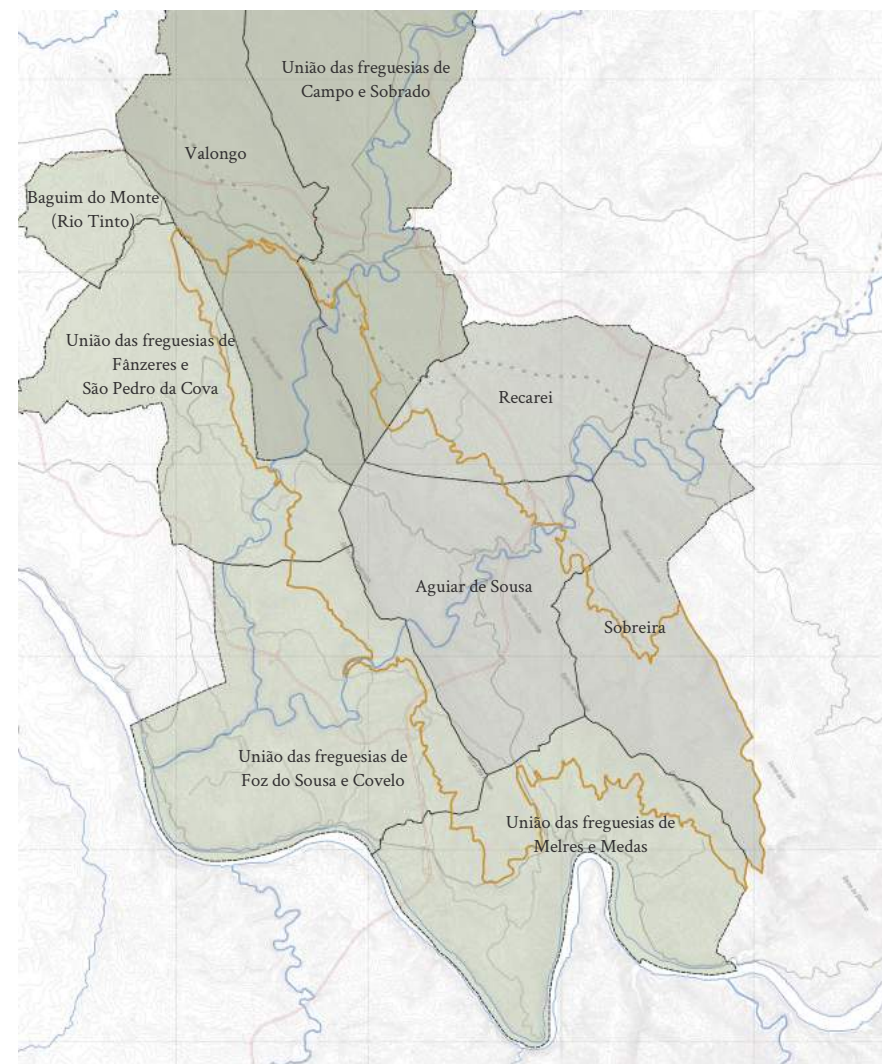 União das freguesias de
Campo e Sobrado
Valongo
Baguim do Monte
(Rio Tinto)
União das freguesias de
Fânzeres e
São Pedro da Cova
Recarei
Aguiar de Sousa
Sobreira
União das freguesias de
Foz do Sousa e Covelo
União das freguesias de
Melres e Medas